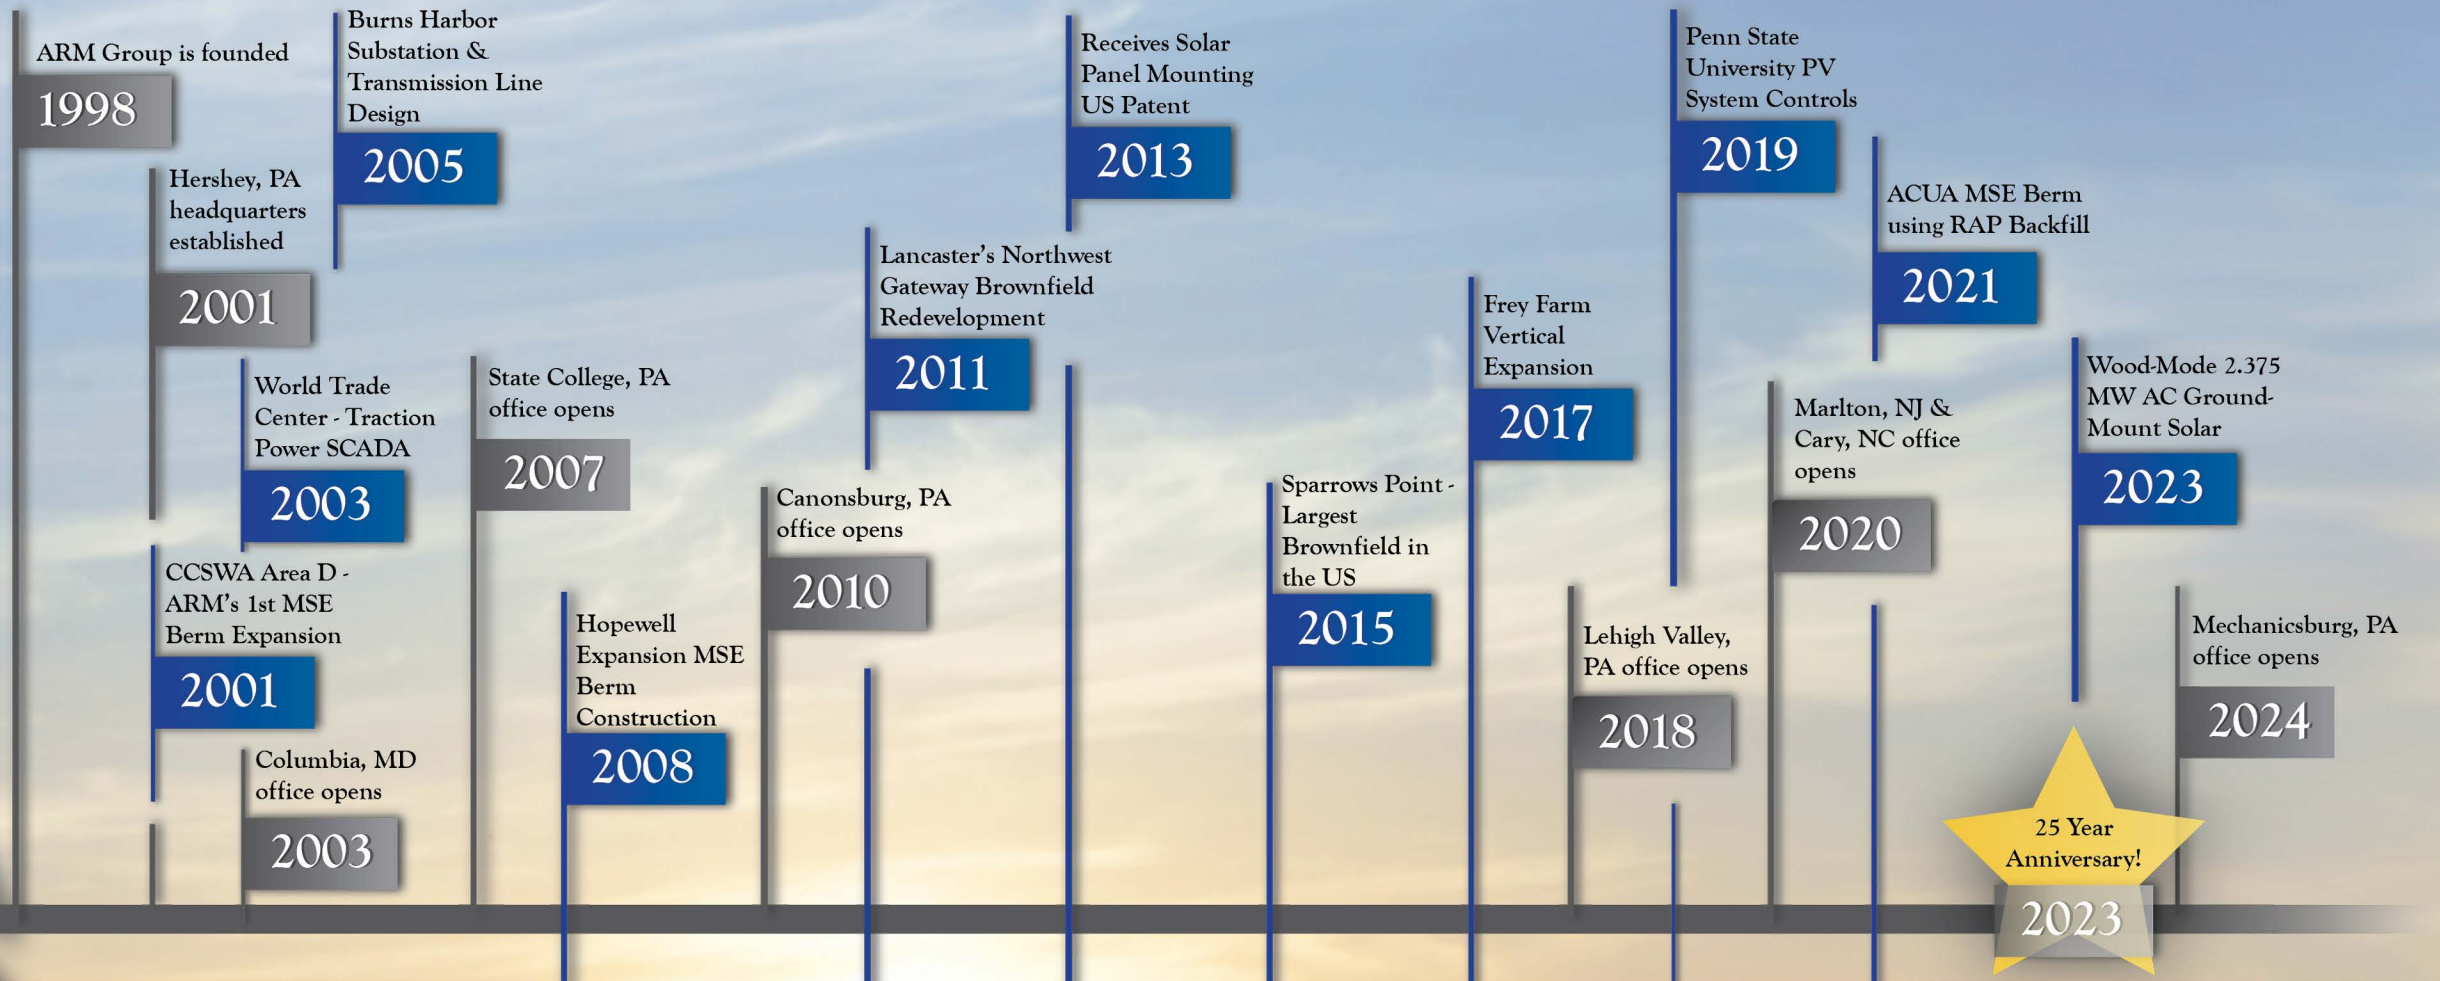 ARM Group is founded
1998
Hershey, PA
headquarters
established
2001
CCSWA Area D -
ARM's 1st MSE
Berm Expansion
2001
World Trade
Center - Traction
Power SCADA
2003
Columbia, MD
office opens
2003
Burns Harbor
Substation &
Transmission Line
Design
2005
State College, PA
office opens
2007
Hopewell
Expansion MSE
Berm
Construction
2008
Canonsburg, PA
office opens
2010
Lancaster's Northwest
Gateway Brownfield
Redevelopment
2011
Receives Solar
Panel Mounting
US Patent
2013
Sparrows Point -
Largest
Brownfield in
the US
2015
Frey Farm
Vertical
Expansion
2017
Lehigh Valley,
PA office opens
2018
Penn State
University PV
System Controls
2019
Marlton, NJ &
Cary, NC office
opens
2020
ACUA MSE Berm
using RAP Backfill
2021
Wood-Mode 2.375
MW AC Ground-
Mount Solar
2023
25 Year
Anniversary!
2023
Mechanicsburg, PA
office opens
2024